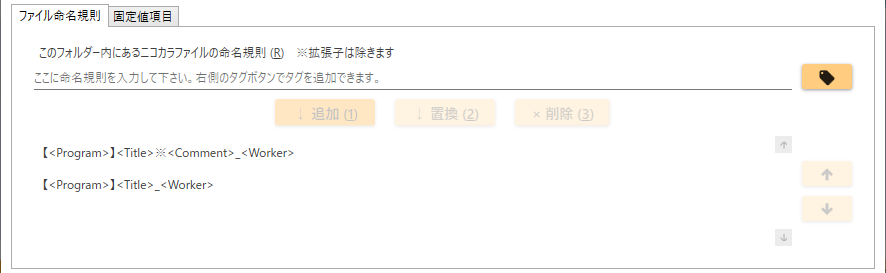 ファイル命名規則 固定値項目
このフォルダー内にあるニコカラファイルの命名規則 (R) ※拡張子は除きます
ここに命名規則を入力して下さい。右側のタグボタンでタグを追加できます。
↓ 追加 (1) ↓ 置換 (2) × 削除 (3)
【<Program>】<Title>※<Comment>_<Worker>
【<Program>】<Title>_<Worker>